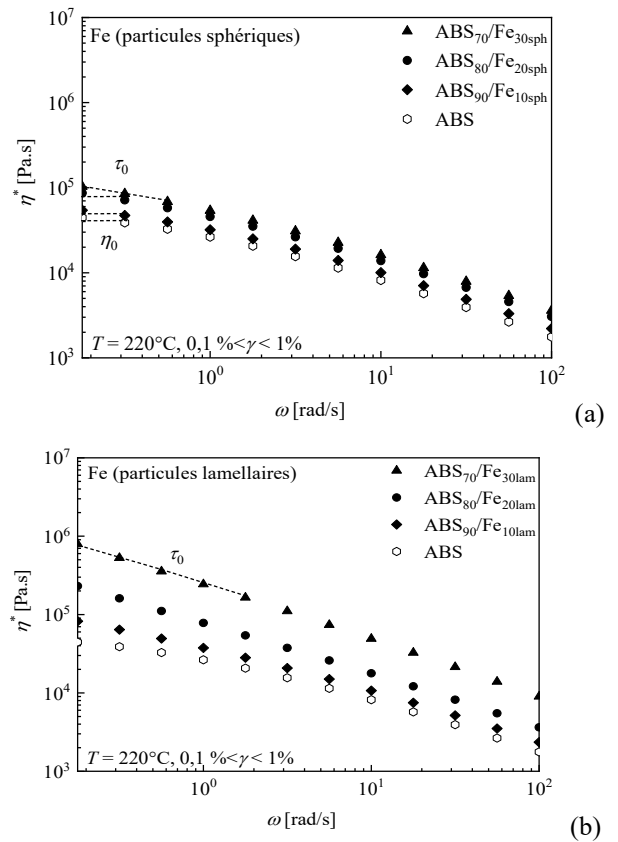 Fe (particules sphériques)
ABS70/Fe30sph
ABS80/Fe20sph
ABS90/Fe10sph
ABS
10^7
10^6
10^5
10^4
10^3
η* [Pa.s]
τ0
η0
T = 220°C, 0,1 %<γ< 1%
10^0
10^1
10^2
ω [rad/s]
(a)
Fe (particules lamellaires)
ABS70/Fe30lam
ABS80/Fe20lam
ABS90/Fe10lam
ABS
10^7
10^6
10^5
10^4
10^3
η* [Pa.s]
τ0
T = 220°C, 0,1 %<γ< 1%
10^0
10^1
10^2
ω [rad/s]
(b)